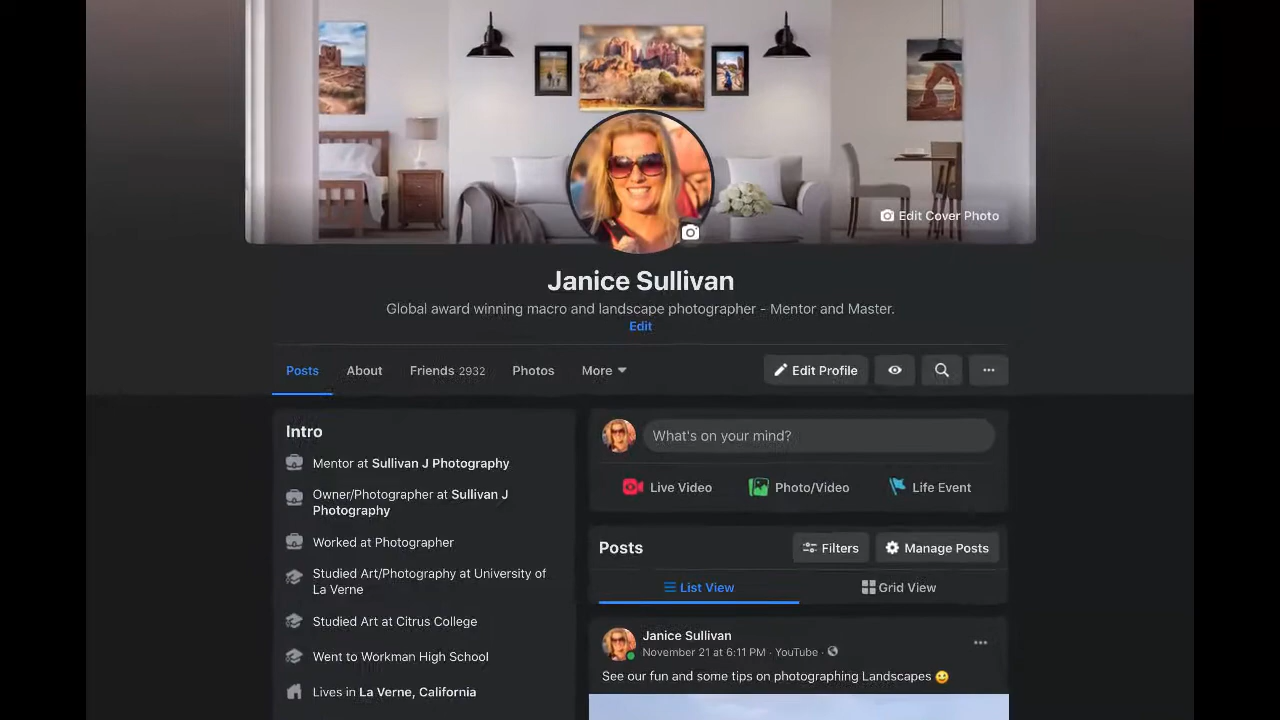 Edit Cover Photo
Janice Sullivan
Global award winning macro and landscape photographer - Mentor and Master.
Edit
Posts About Friends 2932 Photos More Edit Profile
Intro
Mentor at Sullivan J Photography
Owner/Photographer at Sullivan J
Photography
Worked at Photographer
Studied Art/Photography at University of
La Verne
Studied Art at Citrus College
Went to Workman High School
Lives in La Verne, California
What's on your mind?
Live Video Photo/Video Life Event
Posts Filters Manage Posts
List View Grid View
Janice Sullivan
November 21 at 6:11 PM · YouTube ·
See our fun and some tips on photographing Landscapes 😀